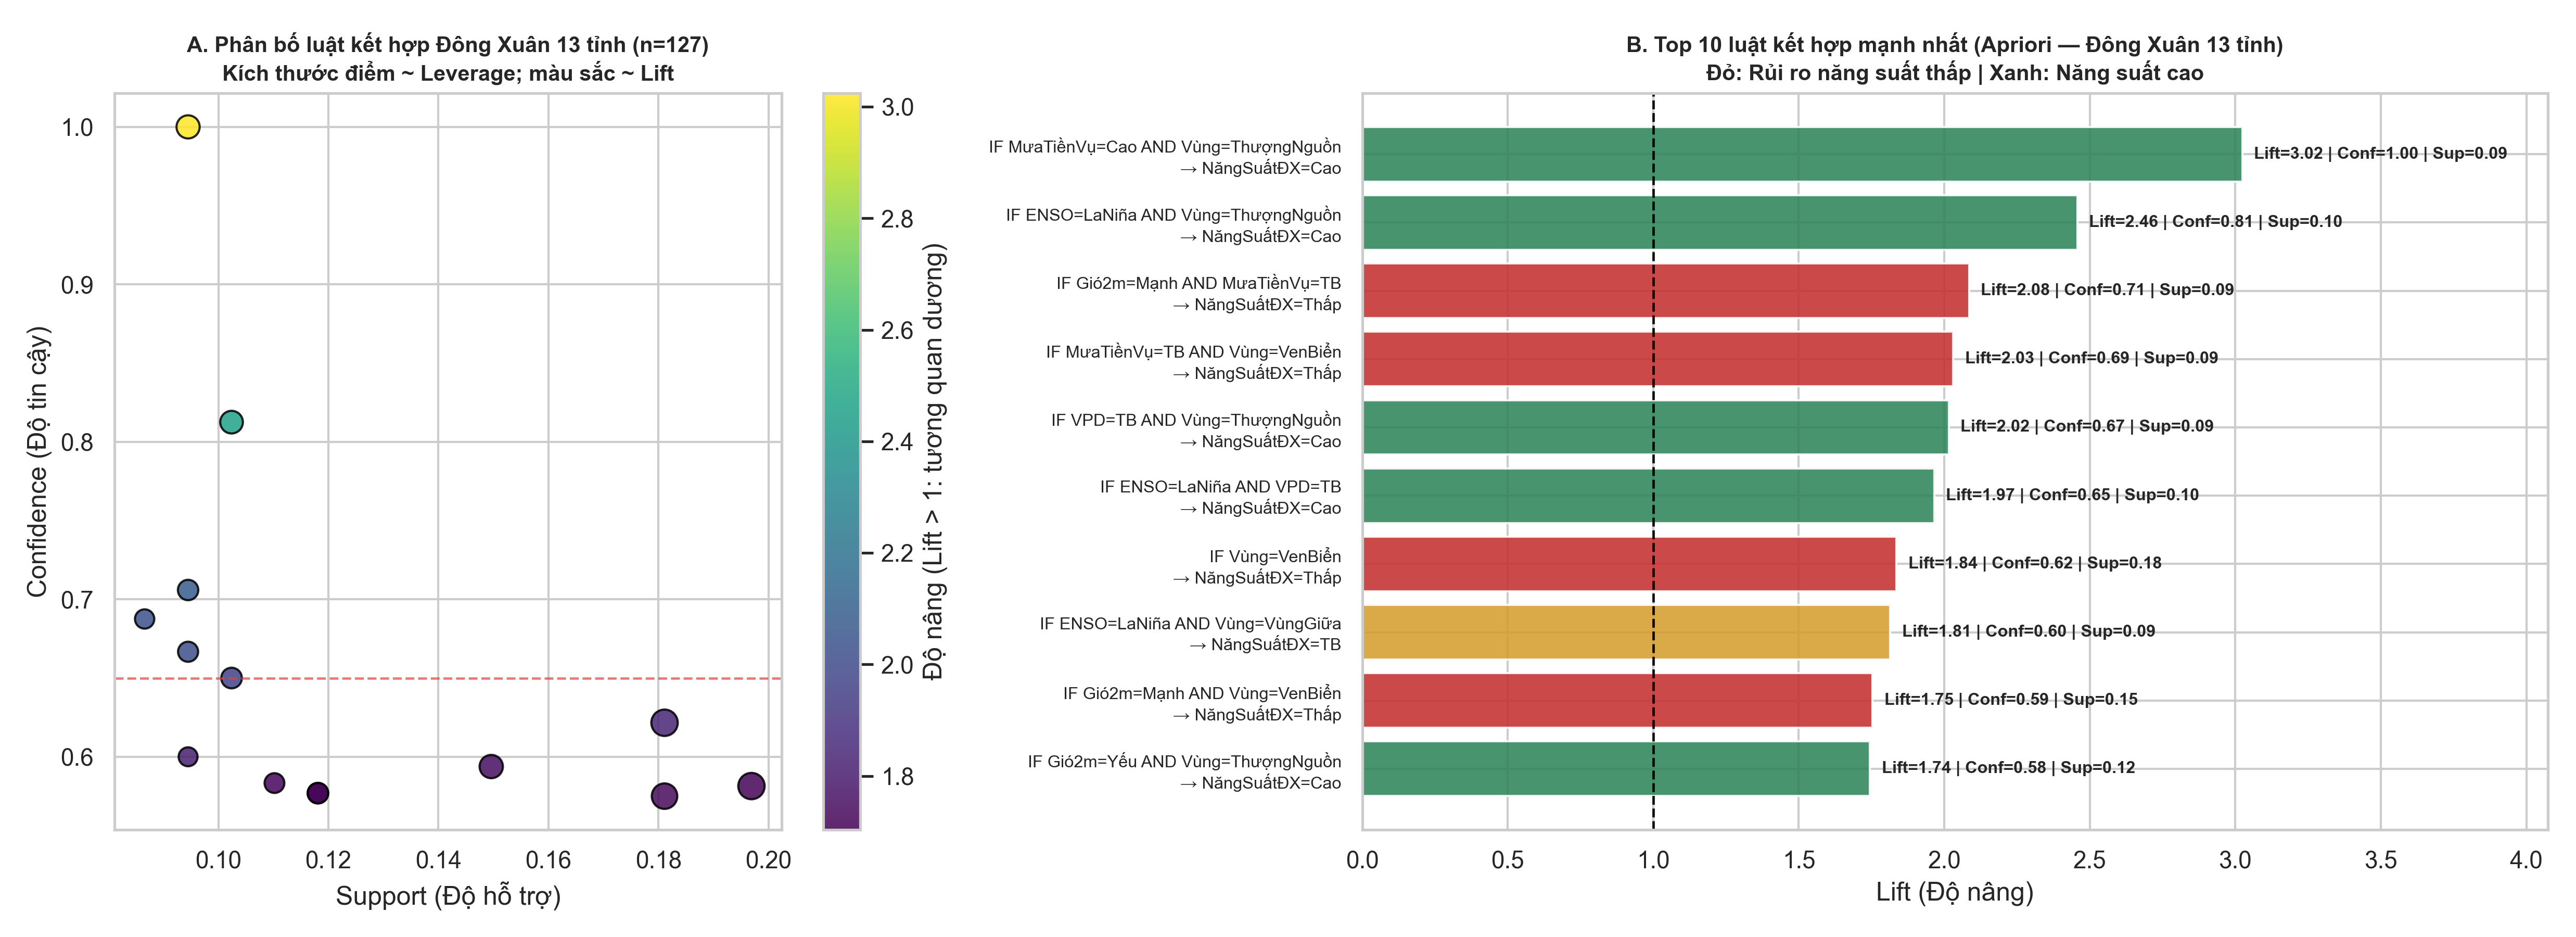 A. Phân bố luật kết hợp Đông Xuân 13 tỉnh (n=127)
Kích thước điểm ~ Leverage; màu sắc ~ Lift
1.0
0.9
0.8
0.7
0.6
Confidence (Độ tin cậy)
0.10
0.12
0.14
0.16
0.18
0.20
Support (Độ hỗ trợ)
3.0
2.8
2.6
2.4
2.2
2.0
1.8
Độ nâng (Lift > 1: tương quan dương)
B. Top 10 luật kết hợp mạnh nhất (Apriori — Đông Xuân 13 tỉnh)
Đỏ: Rủi ro năng suất thấp | Xanh: Năng suất cao
IF MưaTiềnVụ=Cao AND Vùng=ThượngNguồn
→ NăngSuấtĐX=Cao
Lift=3.02 | Conf=1.00 | Sup=0.09
IF ENSO=LaNiña AND Vùng=ThượngNguồn
→ NăngSuấtĐX=Cao
Lift=2.46 | Conf=0.81 | Sup=0.10
IF Gió2m=Mạnh AND MưaTiềnVụ=TB
→ NăngSuấtĐX=Thấp
Lift=2.08 | Conf=0.71 | Sup=0.09
IF MưaTiềnVụ=TB AND Vùng=VenBiển
→ NăngSuấtĐX=Thấp
Lift=2.03 | Conf=0.69 | Sup=0.09
IF VPD=TB AND Vùng=ThượngNguồn
→ NăngSuấtĐX=Cao
Lift=2.02 | Conf=0.67 | Sup=0.09
IF ENSO=LaNiña AND VPD=TB
→ NăngSuấtĐX=Cao
Lift=1.97 | Conf=0.65 | Sup=0.10
IF Vùng=VenBiển
→ NăngSuấtĐX=Thấp
Lift=1.84 | Conf=0.62 | Sup=0.18
IF ENSO=LaNiña AND Vùng=VùngGiữa
→ NăngSuấtĐX=TB
Lift=1.81 | Conf=0.60 | Sup=0.09
IF Gió2m=Mạnh AND Vùng=VenBiển
→ NăngSuấtĐX=Thấp
Lift=1.75 | Conf=0.59 | Sup=0.15
IF Gió2m=Yếu AND Vùng=ThượngNguồn
→ NăngSuấtĐX=Cao
Lift=1.74 | Conf=0.58 | Sup=0.12
0.0
0.5
1.0
1.5
2.0
2.5
3.0
3.5
4.0
Lift (Độ nâng)